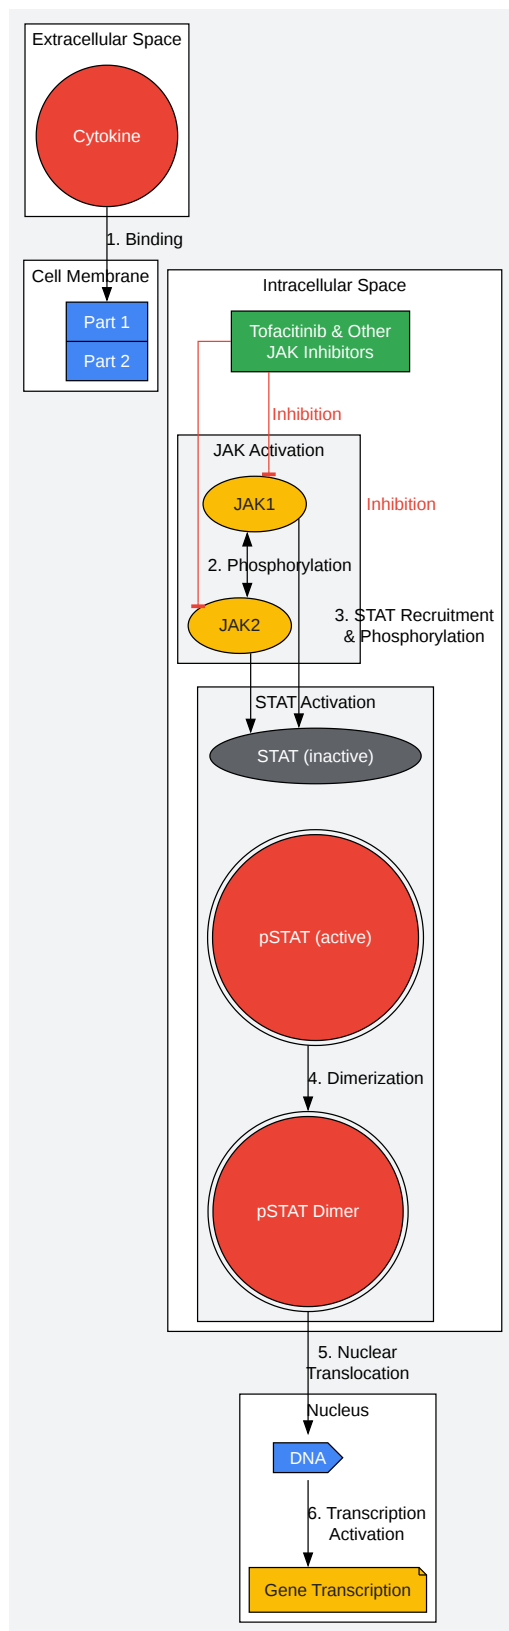 Extracellular Space
Cytokine
1. Binding
Cell Membrane
Part 1
Part 2
Intracellular Space
Tofacitinib & Other
JAK Inhibitors
Inhibition
JAK Activation
JAK1
Inhibition
2. Phosphorylation
JAK2
3. STAT Recruitment
& Phosphorylation
STAT Activation
STAT (inactive)
pSTAT (active)
4. Dimerization
pSTAT Dimer
5. Nuclear
Translocation
Nucleus
DNA
6. Transcription
Activation
Gene Transcription